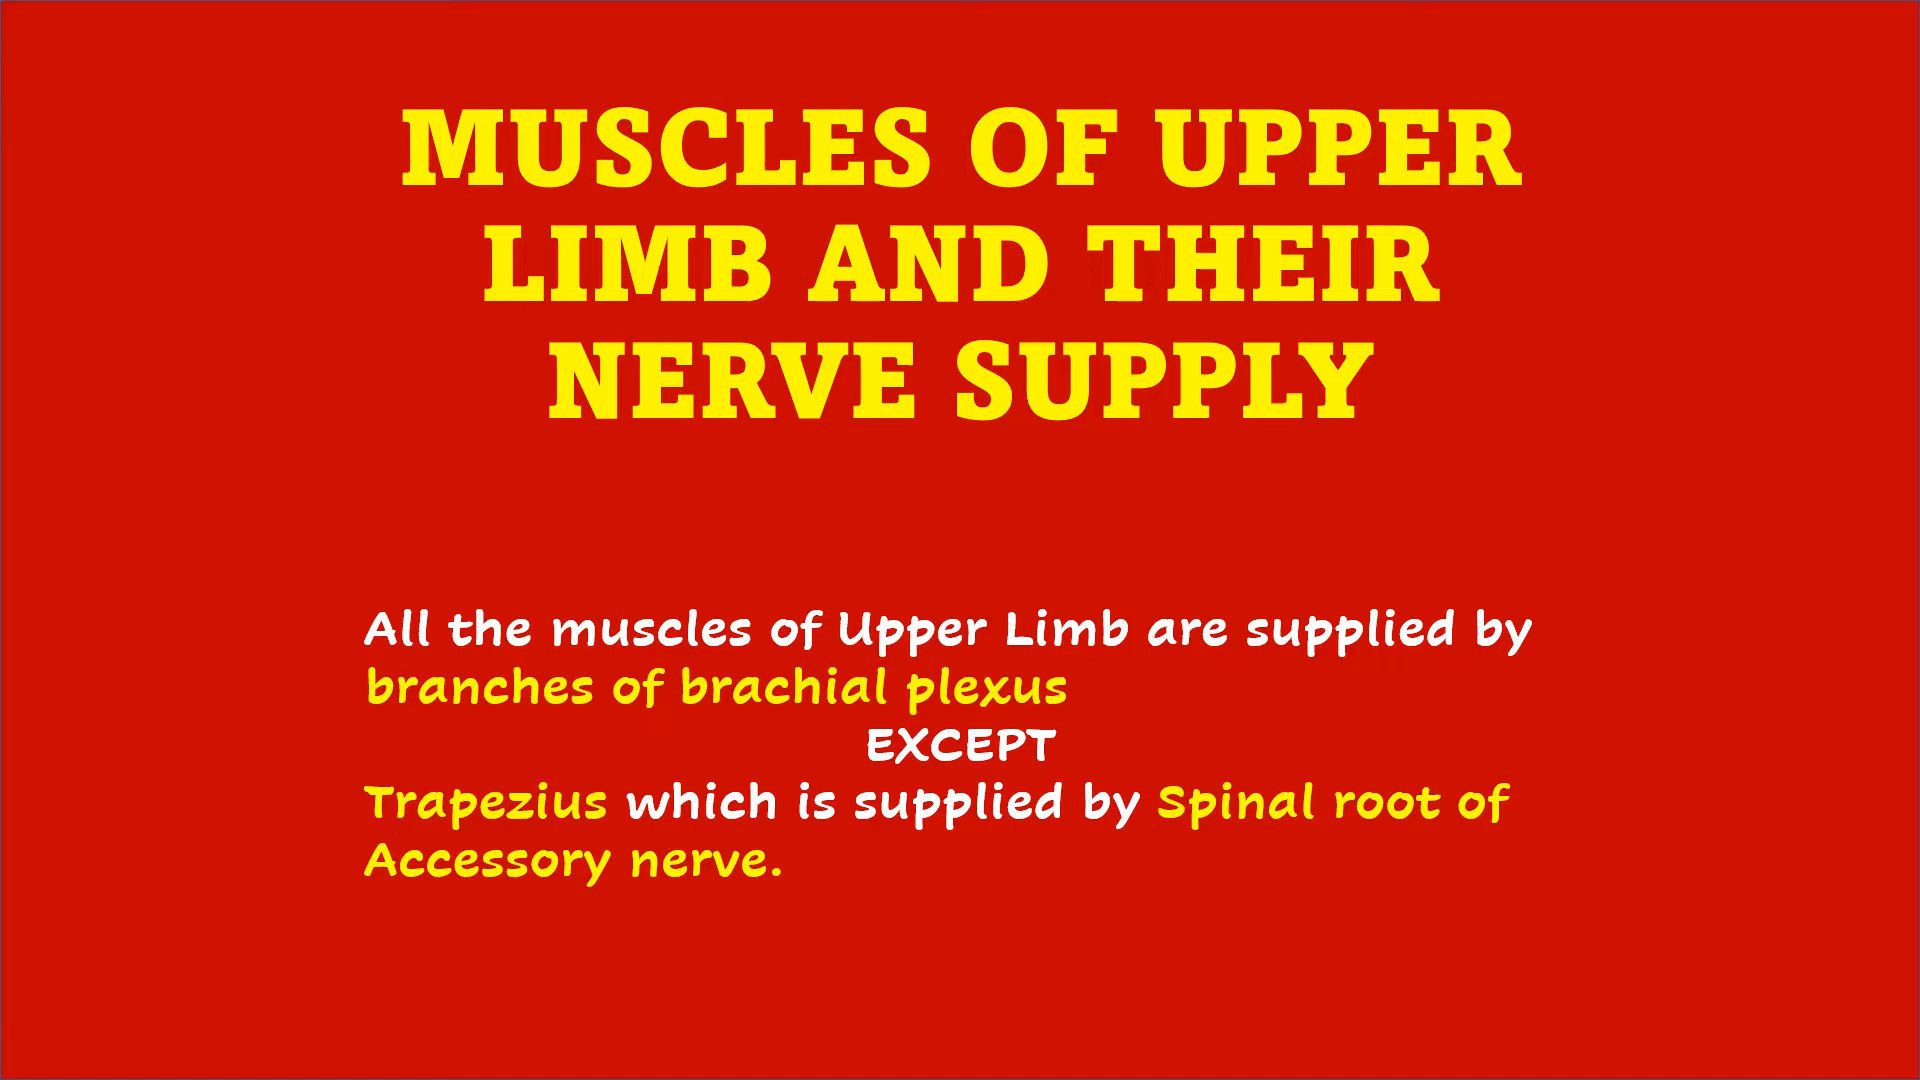 MUSCLES OF UPPER
LIMB AND THEIR
NERVE SUPPLY
All the muscles of Upper Limb are supplied by
branches of brachial plexus
EXCEPT
Trapezius which is supplied by Spinal root of
Accessory nerve.